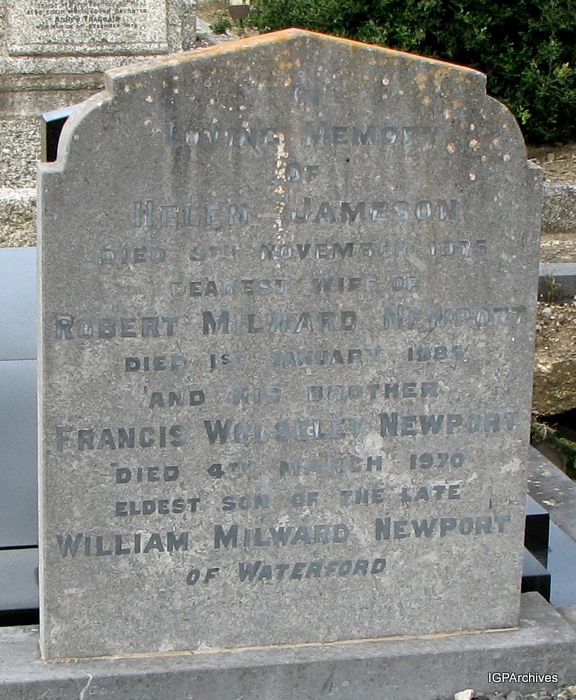 IN
LOVING MEMORY
OF
HELEN JAMESON
DIED 9TH NOVEMBER 1975
DEAREST WIFE OF
ROBERT MILWARD NEWPORT
DIED 1ST JANUARY 1985
AND HIS BROTHER
FRANCIS WOLSELEY NEWPORT
DIED 4TH MARCH 1970
ELDEST SON OF THE LATE
WILLIAM MILWARD NEWPORT
OF WATERFORD
IGPArchives